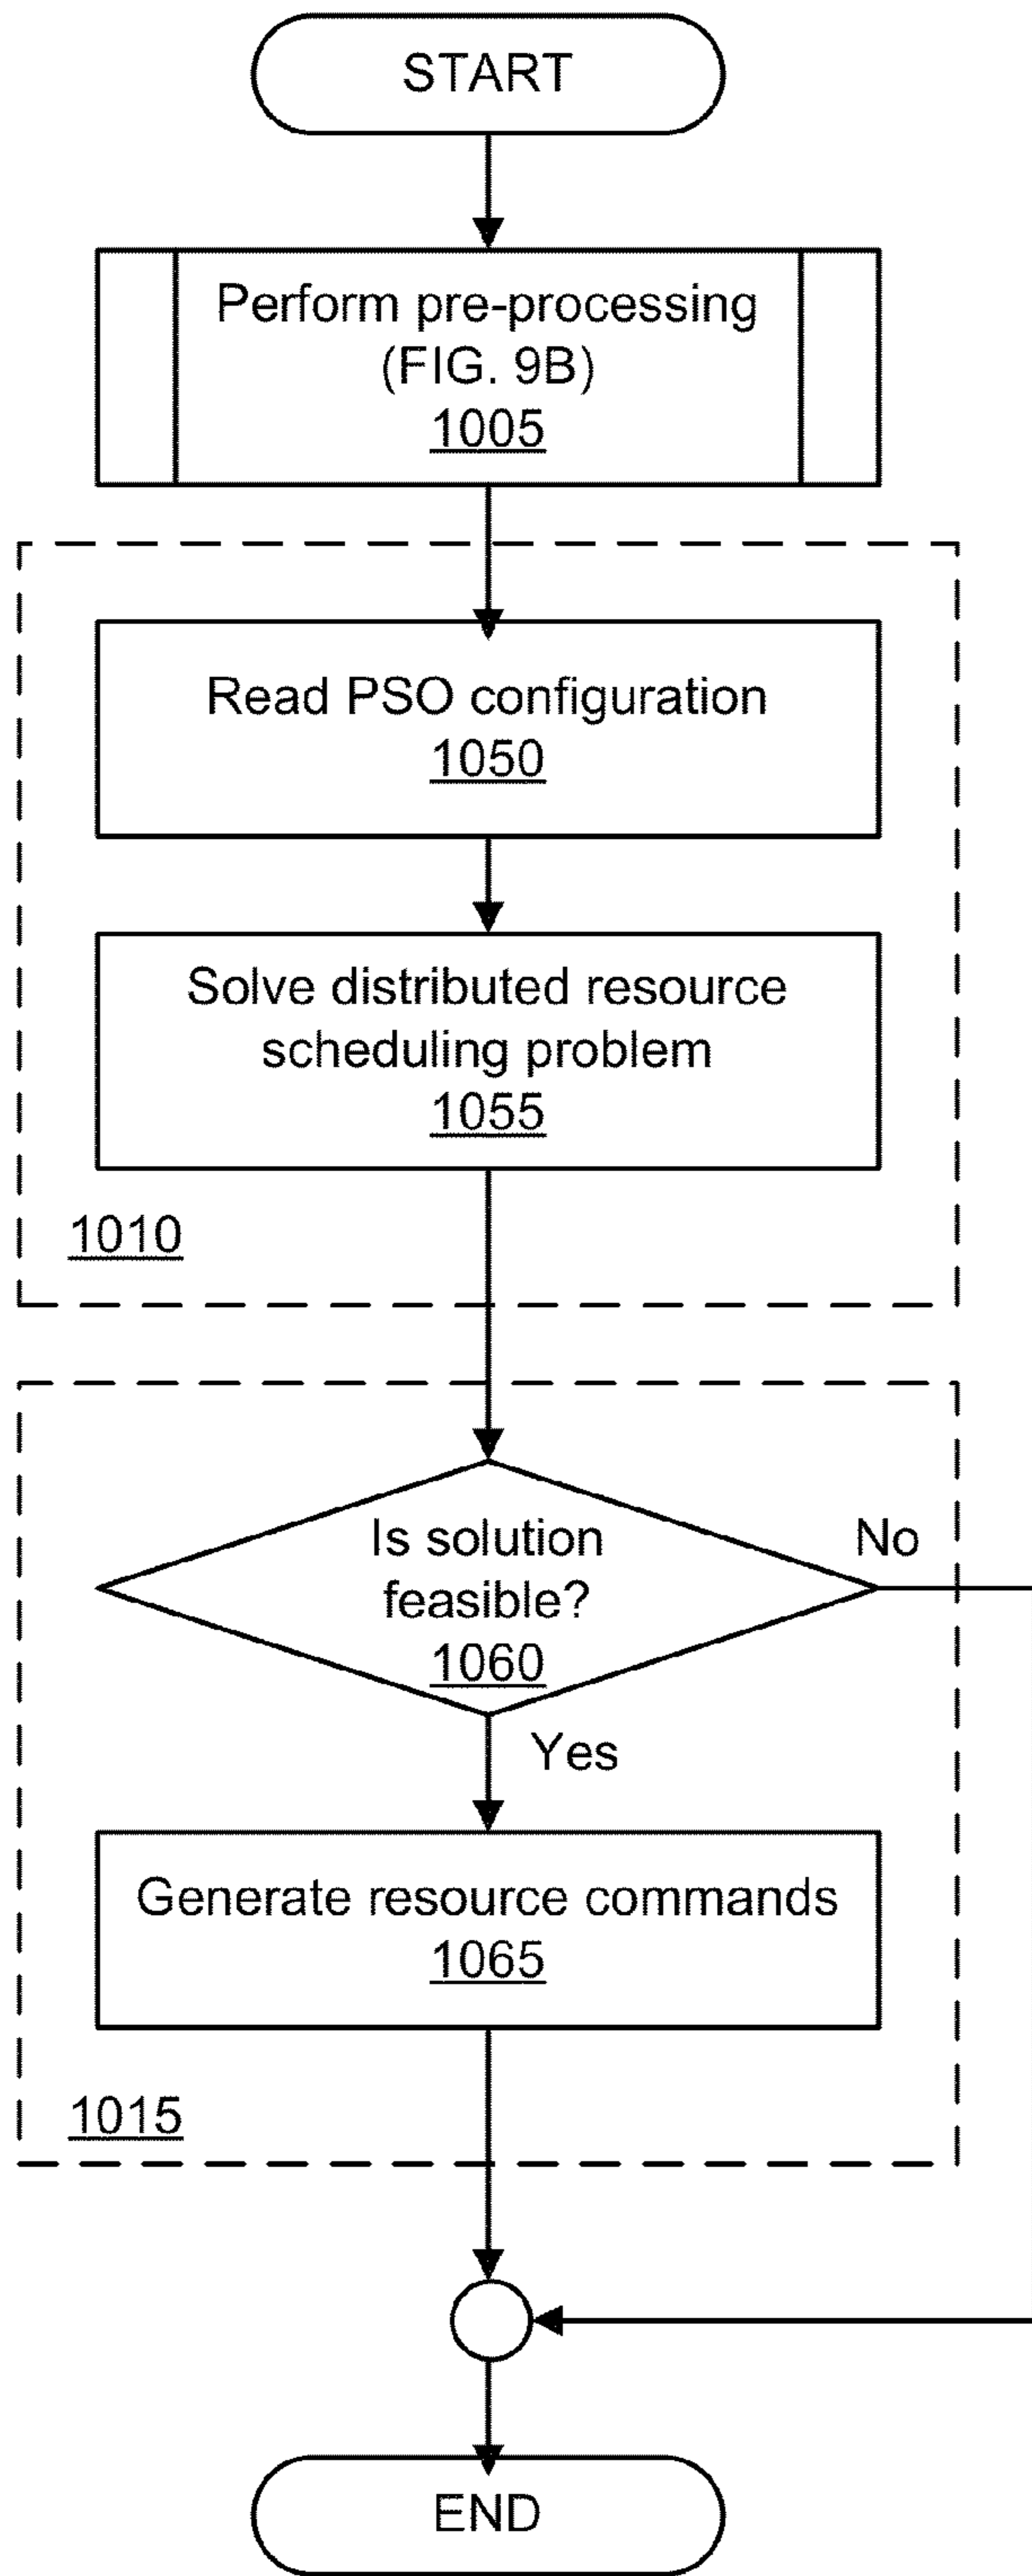 START
Perform pre-processing
(FIG. 9B)
1005
Read PSO configuration
1050
Solve distributed resource
scheduling problem
1055
1010
Is solution
feasible?
1060
No
Yes
Generate resource commands
1065
1015
END